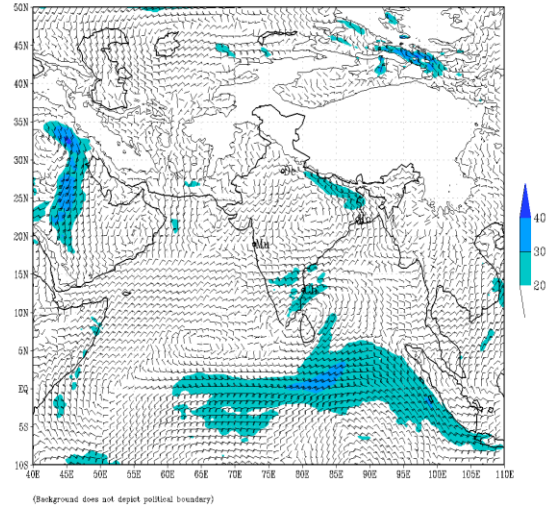 50N
45N
40N
35N
30N
25N
20N
15N
10N
5N
EQ
5S
10S
40E 45E 50E 55E 60E 65E 70E 75E 80E 85E 90E 95E 100E 105E 110E
40
30
20
(Background does not depict political boundary)